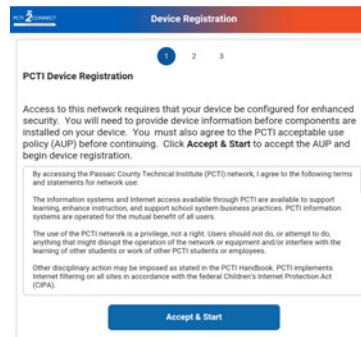 PCTI 2CONNECT
Device Registration
1 2 3
PCTI Device Registration
Access to this network requires that your device be configured for enhanced
security. You will need to provide device information before components are
installed on your device. You must also agree to the PCTI acceptable use
policy (AUP) before continuing. Click Accept & Start to accept the AUP and
begin device registration.
By accessing the Passaic County Technical Institute (PCTI) network, I agree to the following terms
and statements for network use:
The information systems and Internet access available through PCTI are available to support
learning, enhance instruction, and support school system business practices. PCTI information
systems are operated for the mutual benefit of all users.
The use of the PCTI network is a privilege, not a right. Users should not do, or attempt to do,
anything that might disrupt the operation of the network or equipment and/or interfere with the
learning of other students or work of other PCTI students or employees.
Other disciplinary action may be imposed as stated in the PCTI Handbook. PCTI implements
Internet filtering on all sites in accordance with the federal Children's Internet Protection Act
(CIPA).
Accept & Start